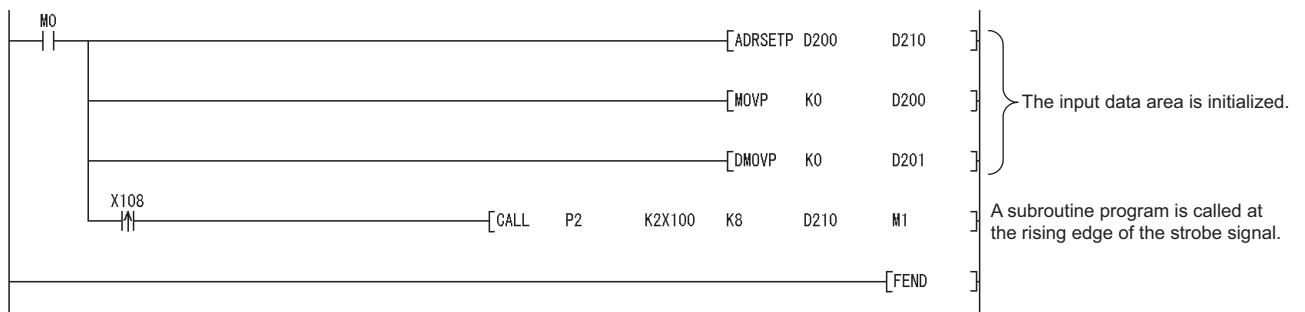 M0
[ADRSETP D200 D210 ]
[MOVP K0 D200 ]
The input data area is initialized.
[DMOVP K0 D201 ]
X108
[CALL P2 K2X100 K8 D210 M1 ]
A subroutine program is called at
the rising edge of the strobe signal.
[FEND ]